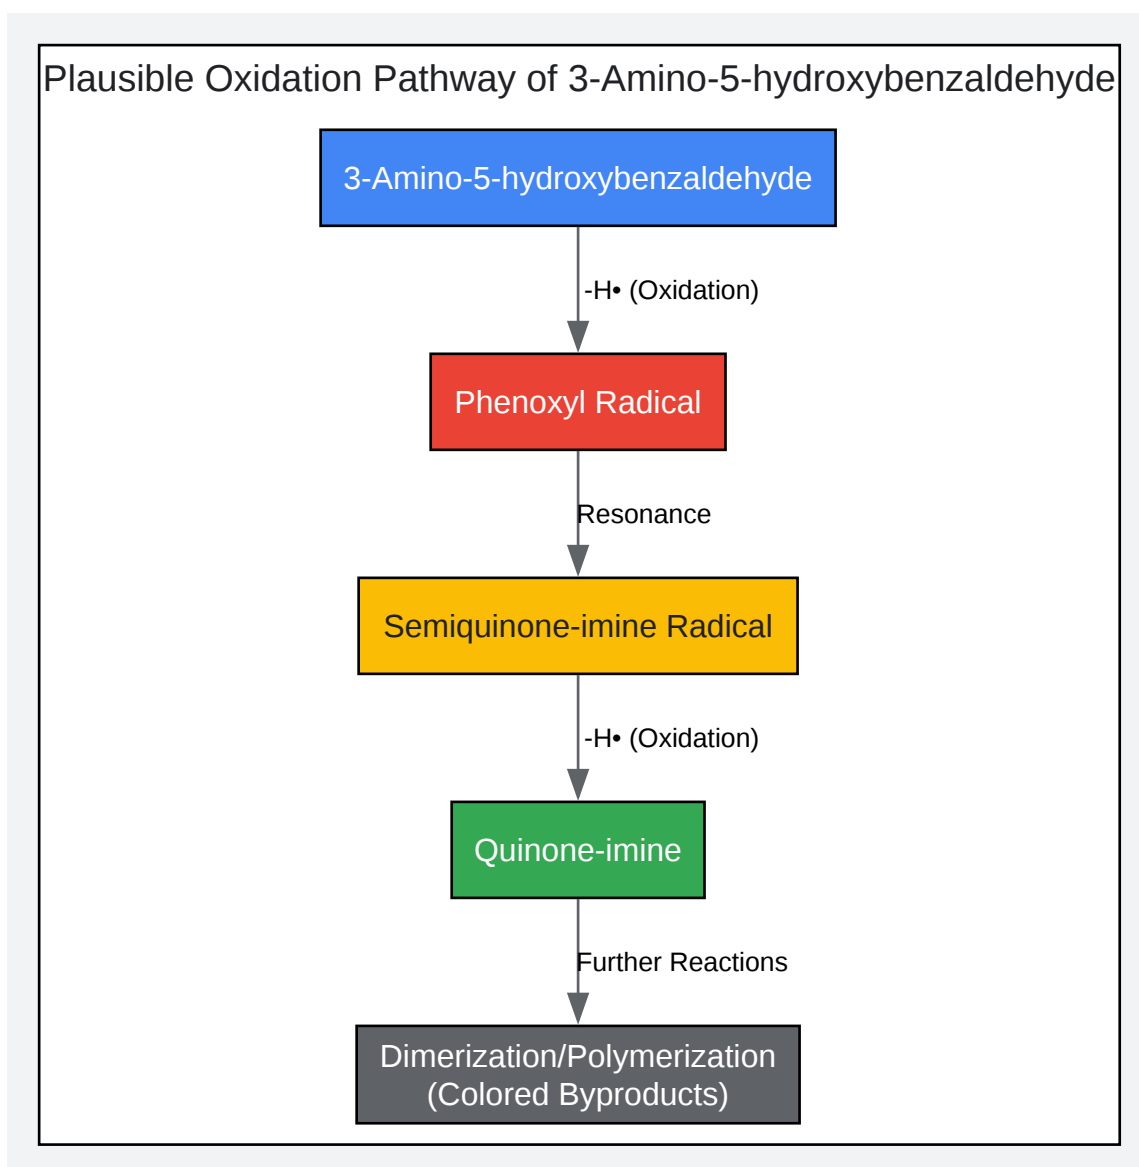 Plausible Oxidation Pathway of 3-Amino-5-hydroxybenzaldehyde
3-Amino-5-hydroxybenzaldehyde
-H• (Oxidation)
Phenoxyl Radical
Resonance
Semiquinone-imine Radical
-H• (Oxidation)
Quinone-imine
Further Reactions
Dimerization/Polymerization
(Colored Byproducts)